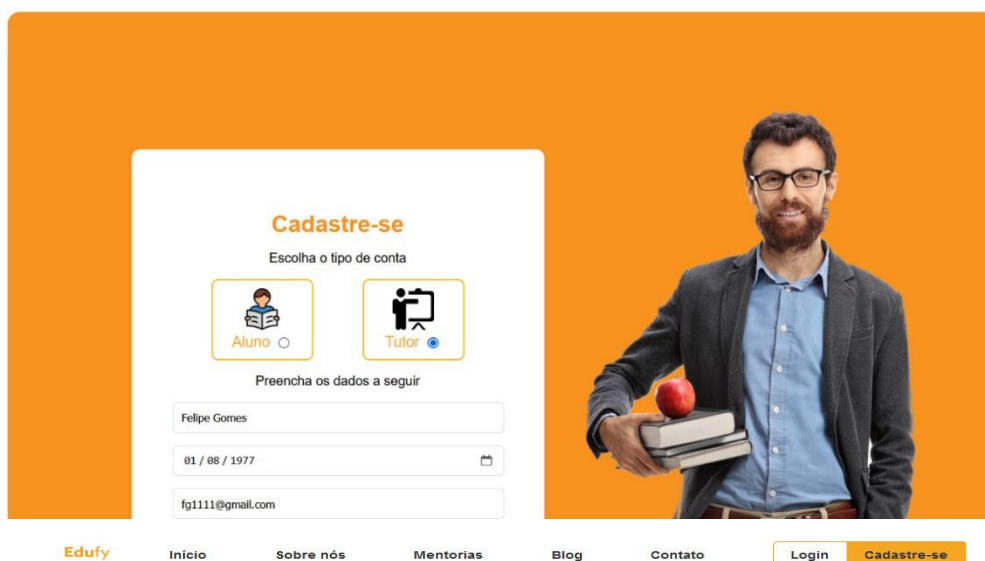 Cadastre-se
Escolha o tipo de conta
Aluno Tutor
Preencha os dados a seguir
Felipe Gomes
01 / 08 / 1977
fg1111@gmail.com
Edufy Início Sobre nós Mentorias Blog Contato Login Cadastre-se